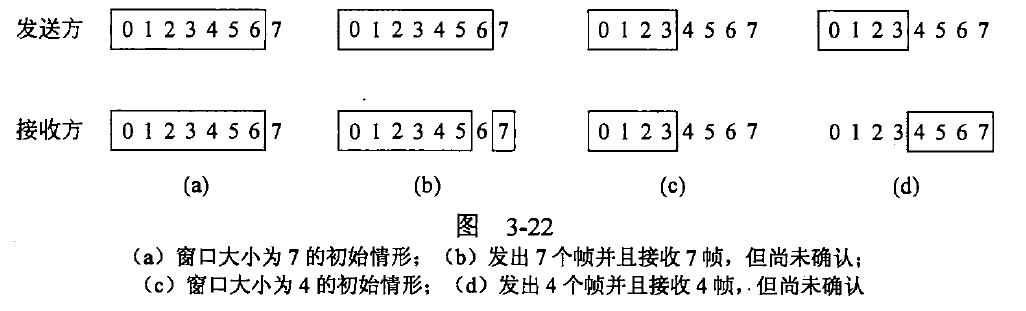 发送方 0 1 2 3 4 5 6 7 0 1 2 3 4 5 6 7 0 1 2 3 4 5 6 7 0 1 2 3 4 5 6 7
接收方 0 1 2 3 4 5 6 7 0 1 2 3 4 5 6 7 0 1 2 3 4 5 6 7 0 1 2 3 4 5 6 7
(a) (b) (c) (d)
图 3-22
（a）窗口大小为 7 的初始情形；（b）发出 7 个帧并且接收 7 帧，但尚未确认；
（c）窗口大小为 4 的初始情形；（d）发出 4 个帧并且接收 4 帧，但尚未确认